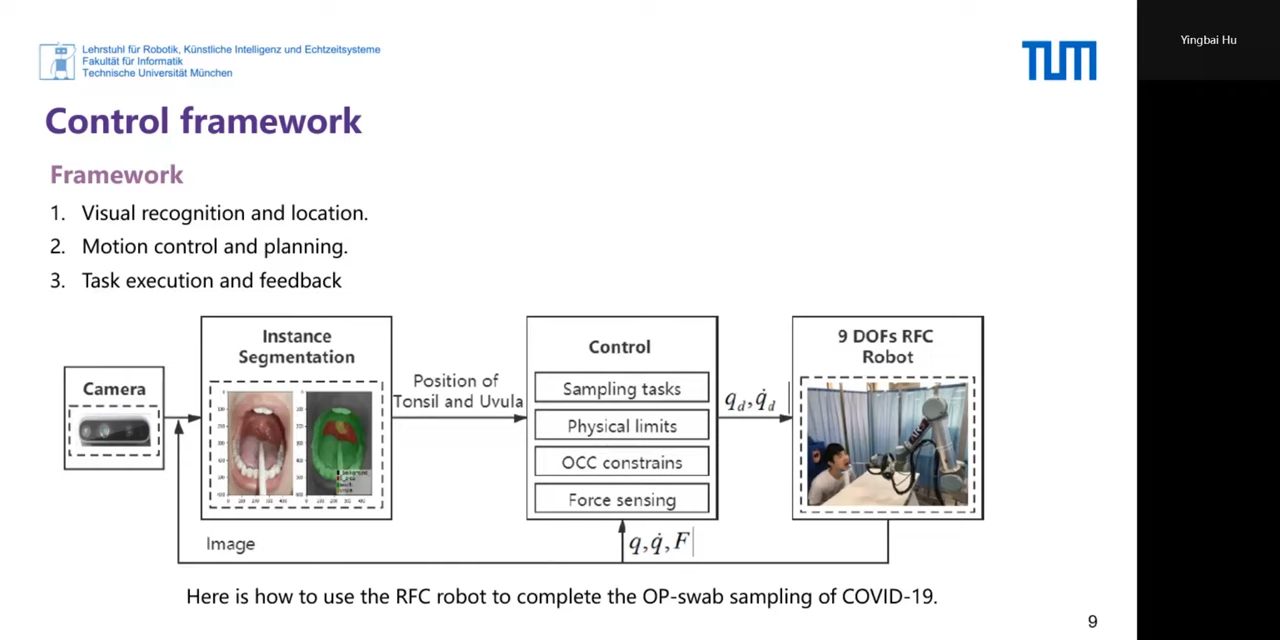 Lehrstuhl für Robotik, Künstliche Intelligenz und Echtzeitsysteme
Fakultät für Informatik
Technische Universität München
TUM
Yingbai Hu
Control framework
Framework
1. Visual recognition and location.
2. Motion control and planning.
3. Task execution and feedback
Camera
Instance
Segmentation
Position of
Tonsil and Uvula
Control
Sampling tasks
Physical limits
OCC constrains
Force sensing
q_d, q̇_d
9 DOFs RFC
Robot
Image
q, q̇, F
Here is how to use the RFC robot to complete the OP-swab sampling of COVID-19.
9